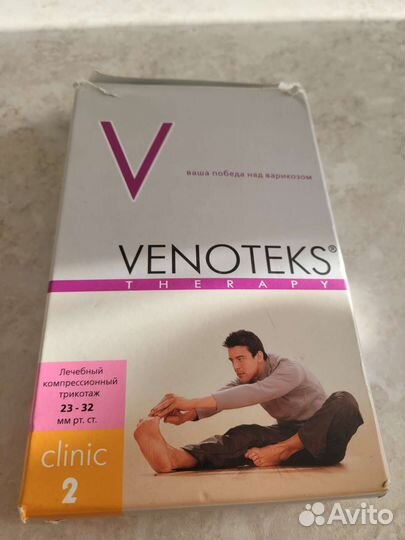 V
ваша победа над варикозом
VENOTEKS®
THERAPY
Лечебный
компрессионный
трикотаж
23 - 32
мм рт. ст.
clinic
2
Avito